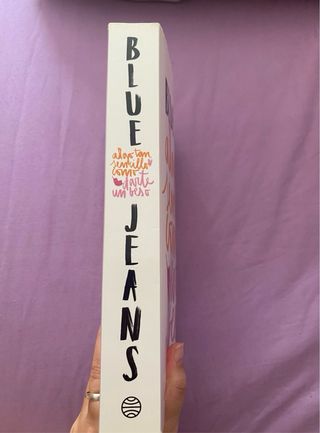 BLUE
algo tan
sencillo
como
darte
un beso
JEANS